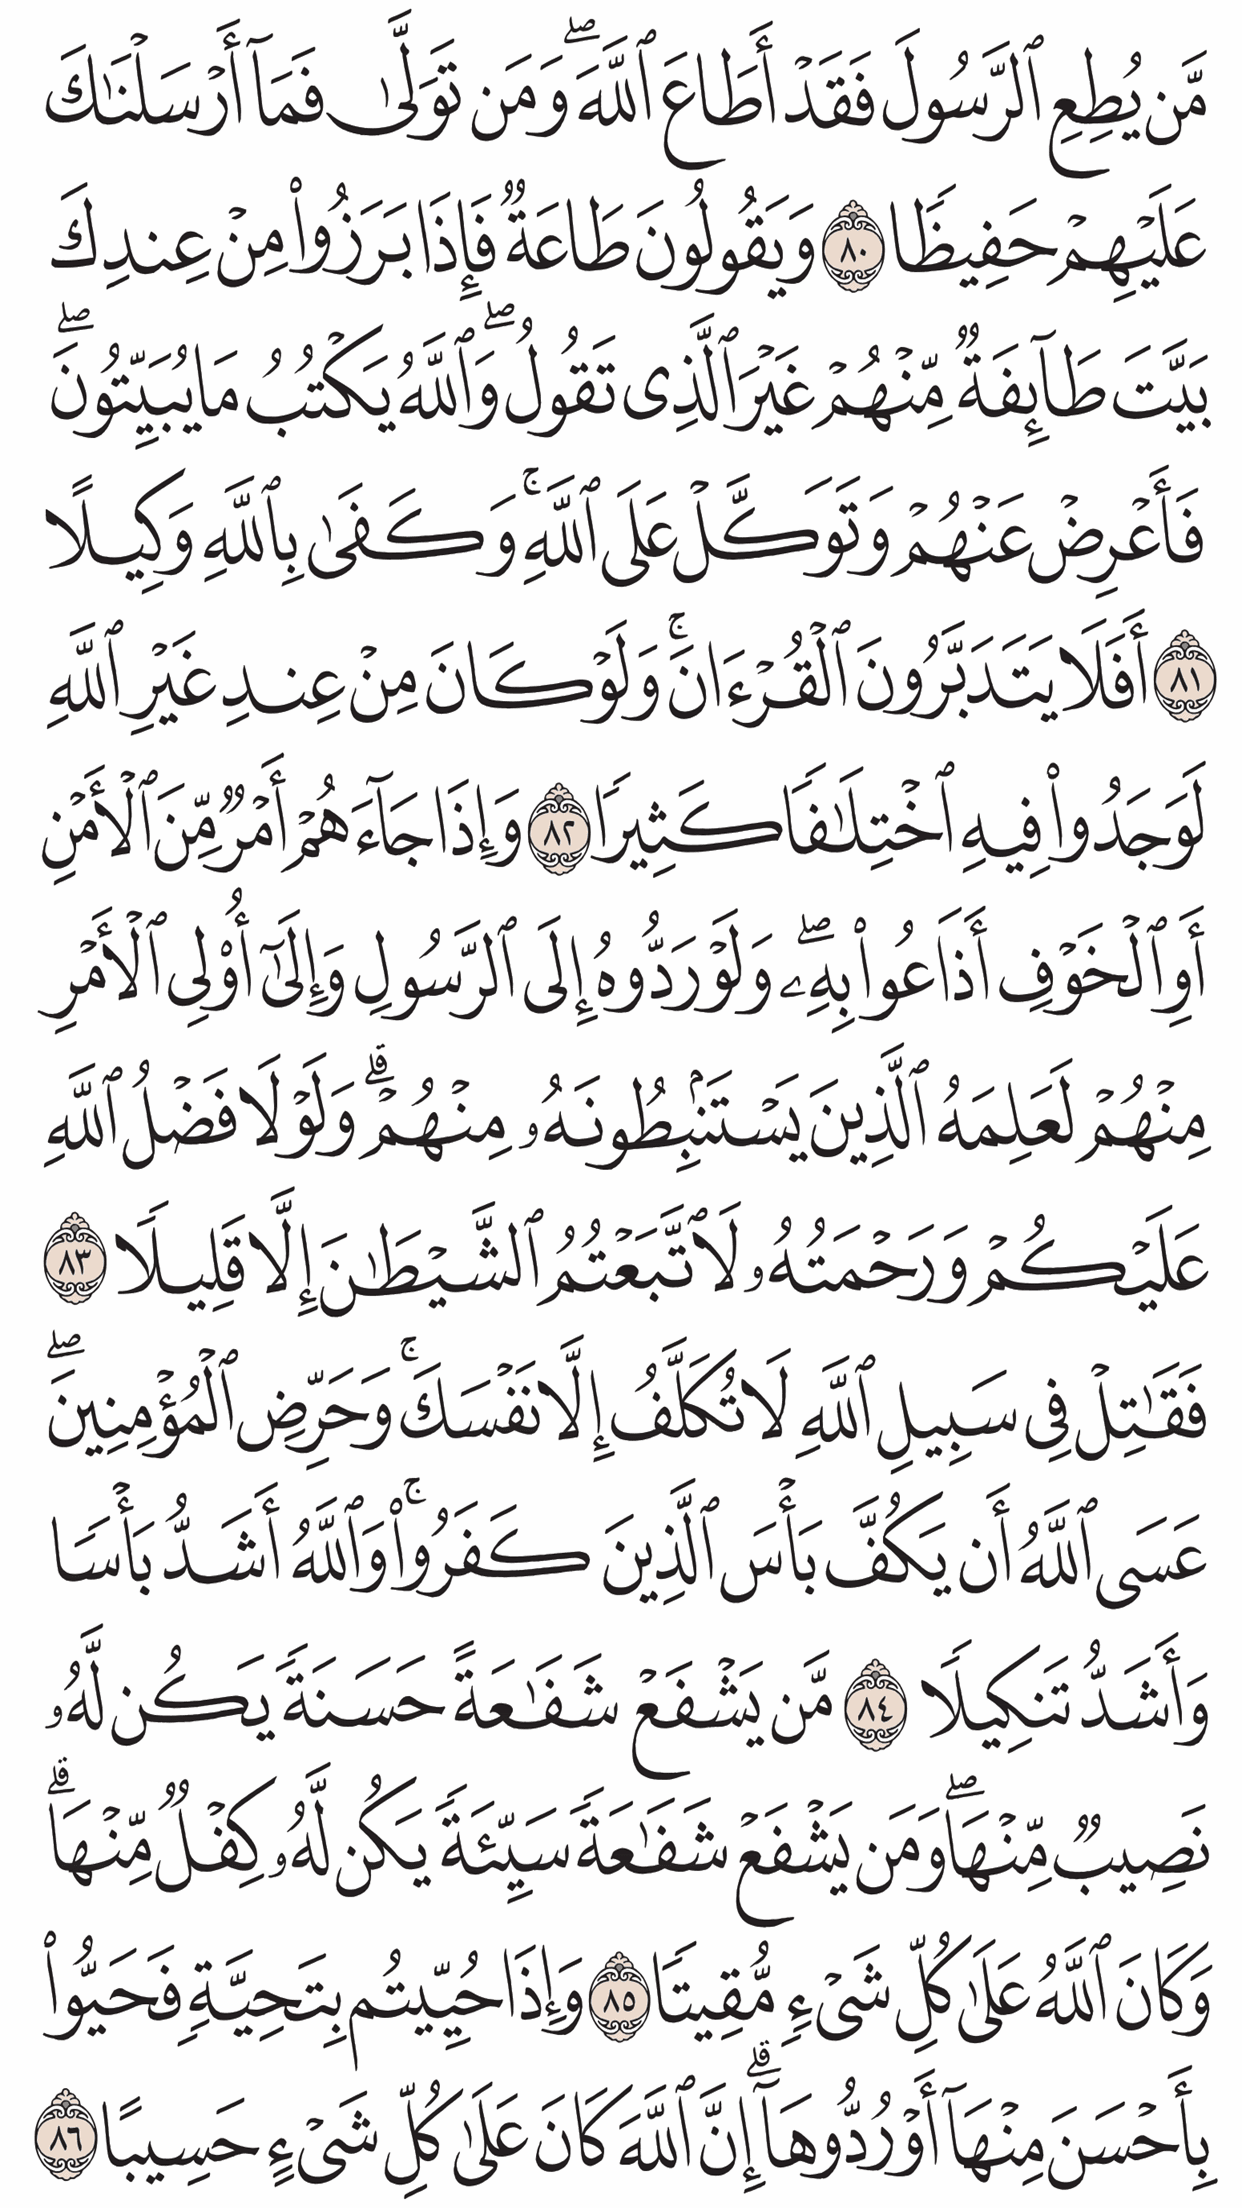 مَّن يُطِعِ ٱلرَّسُولَ فَقَدْ أَطَاعَ ٱللَّهَ ۖ وَمَن تَوَلَّىٰ فَمَآ أَرْسَلْنَٰكَ
عَلَيْهِمْ حَفِيظًا ٨٠ وَيَقُولُونَ طَاعَةٌ فَإِذَا بَرَزُوا۟ مِنْ عِندِكَ
بَيَّتَ طَآئِفَةٌ مِّنْهُمْ غَيْرَ ٱلَّذِى تَقُولُ ۖ وَٱللَّهُ يَكْتُبُ مَا يُبَيِّتُونَ ۖ
فَأَعْرِضْ عَنْهُمْ وَتَوَكَّلْ عَلَى ٱللَّهِ ۚ وَكَفَىٰ بِٱللَّهِ وَكِيلًا
٨١ أَفَلَا يَتَدَبَّرُونَ ٱلْقُرْءَانَ ۚ وَلَوْ كَانَ مِنْ عِندِ غَيْرِ ٱللَّهِ
لَوَجَدُوا۟ فِيهِ ٱخْتِلَٰفًا كَثِيرًا ٨٢ وَإِذَا جَآءَهُمْ أَمْرٌ مِّنَ ٱلْأَمْنِ
أَوِ ٱلْخَوْفِ أَذَاعُوا۟ بِهِۦ ۖ وَلَوْ رَدُّوهُ إِلَى ٱلرَّسُولِ وَإِلَىٰٓ أُو۟لِى ٱلْأَمْرِ
مِنْهُمْ لَعَلِمَهُ ٱلَّذِينَ يَسْتَنۢبِطُونَهُۥ مِنْهُمْ ۗ وَلَوْلَا فَضْلُ ٱللَّهِ
عَلَيْكُمْ وَرَحْمَتُهُۥ لَٱتَّبَعْتُمُ ٱلشَّيْطَٰنَ إِلَّا قَلِيلًا ٨٣
فَقَٰتِلْ فِى سَبِيلِ ٱللَّهِ لَا تُكَلَّفُ إِلَّا نَفْسَكَ ۚ وَحَرِّضِ ٱلْمُؤْمِنِينَ ۖ
عَسَى ٱللَّهُ أَن يَكُفَّ بَأْسَ ٱلَّذِينَ كَفَرُوا۟ ۚ وَٱللَّهُ أَشَدُّ بَأْسًا
وَأَشَدُّ تَنكِيلًا ٨٤ مَّن يَشْفَعْ شَفَٰعَةً حَسَنَةً يَكُن لَّهُۥ
نَصِيبٌ مِّنْهَا ۖ وَمَن يَشْفَعْ شَفَٰعَةً سَيِّئَةً يَكُن لَّهُۥ كِفْلٌ مِّنْهَا ۗ
وَكَانَ ٱللَّهُ عَلَىٰ كُلِّ شَىْءٍ مُّقِيتًا ٨٥ وَإِذَا حُيِّيتُم بِتَحِيَّةٍ فَحَيُّوا۟
بِأَحْسَنَ مِنْهَآ أَوْ رُدُّوهَآ ۗ إِنَّ ٱللَّهَ كَانَ عَلَىٰ كُلِّ شَىْءٍ حَسِيبًا ٨٦